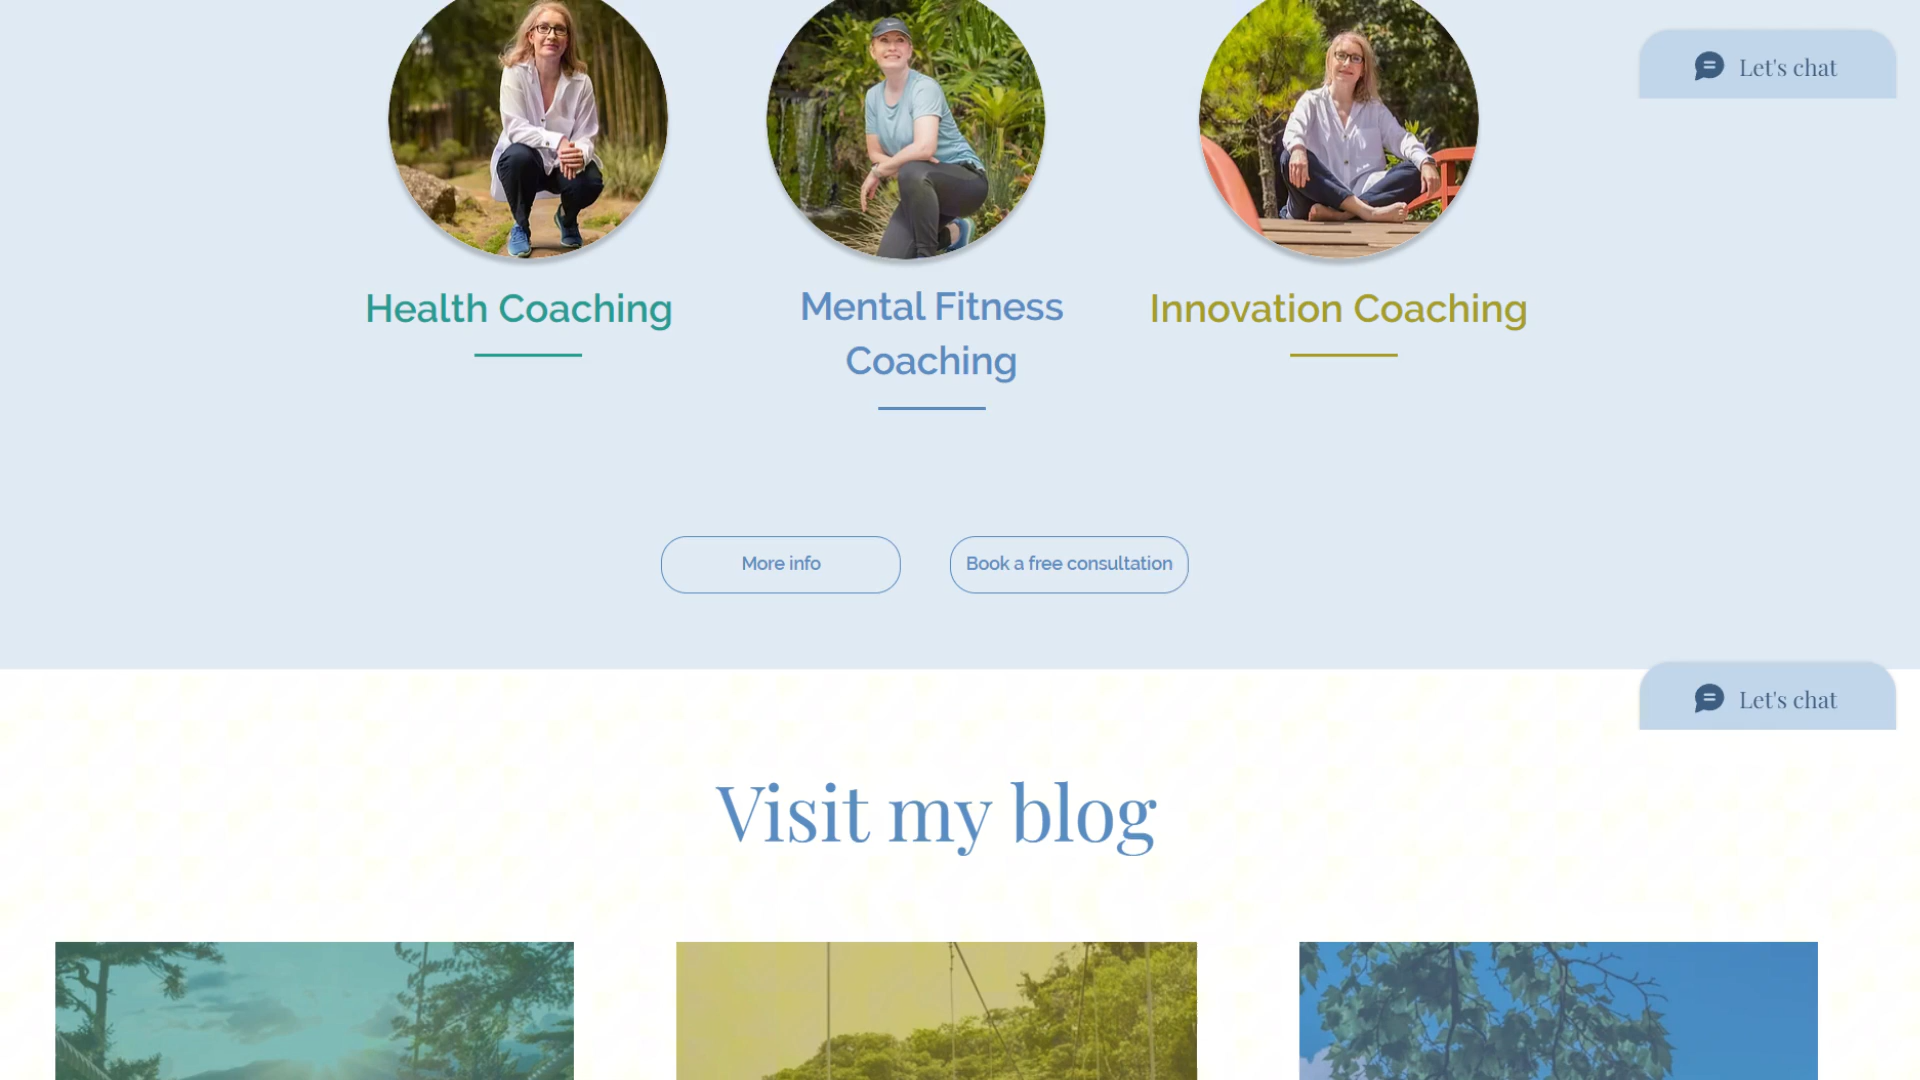 Let's chat
Health Coaching
Mental Fitness
Coaching
Innovation Coaching
More info
Book a free consultation
Let's chat
Visit my blog